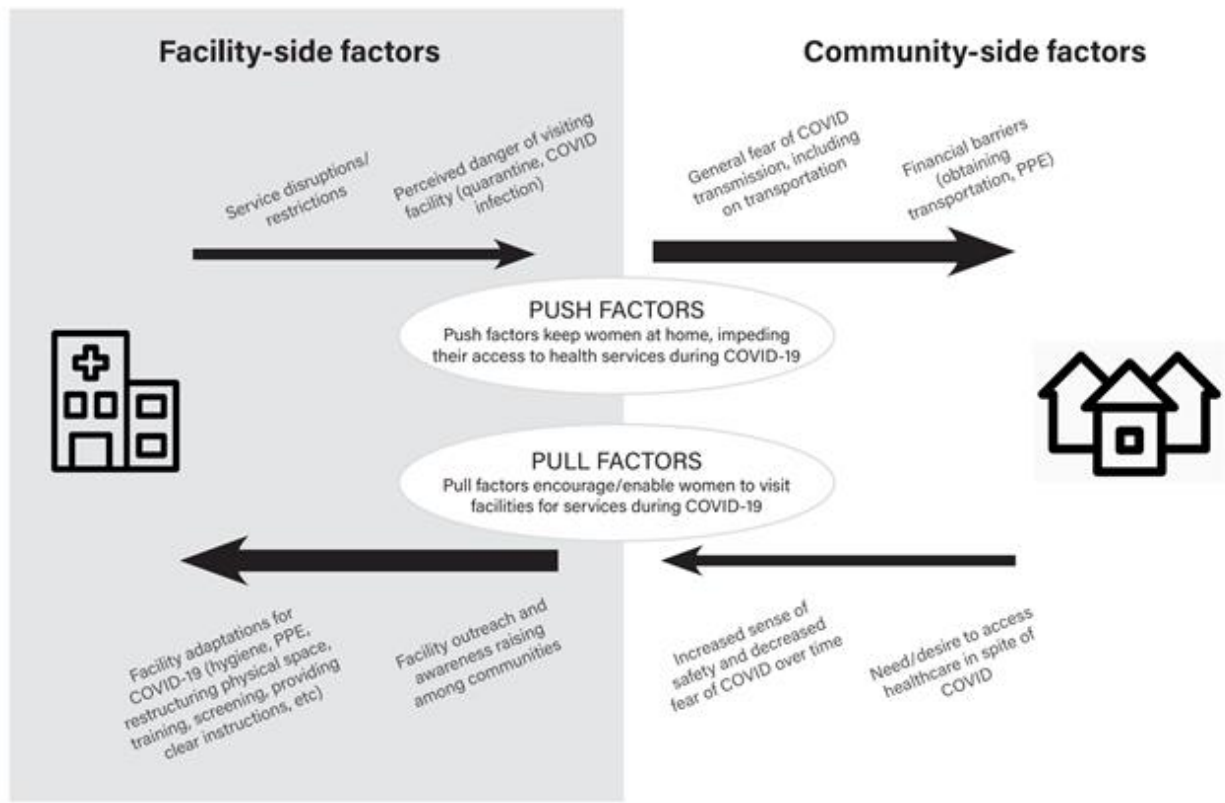 Facility-side factors
Community-side factors
Service disruptions/
restrictions
Perceived danger of visiting
facility (quarantine, COVID
infection)
General fear of COVID
transmission, including
on transportation
Financial barriers
(obtaining
transportation, PPE)
PUSH FACTORS
Push factors keep women at home, impeding
their access to health services during COVID-19
PULL FACTORS
Pull factors encourage/enable women to visit
facilities for services during COVID-19
Facility adaptations for
COVID-19 (hygiene, PPE,
restructuring physical space,
training, screening, providing
clear instructions, etc)
Facility outreach and
awareness raising
among communities
Increased sense of
safety and decreased
fear of COVID over time
Need/desire to access
healthcare in spite of
COVID